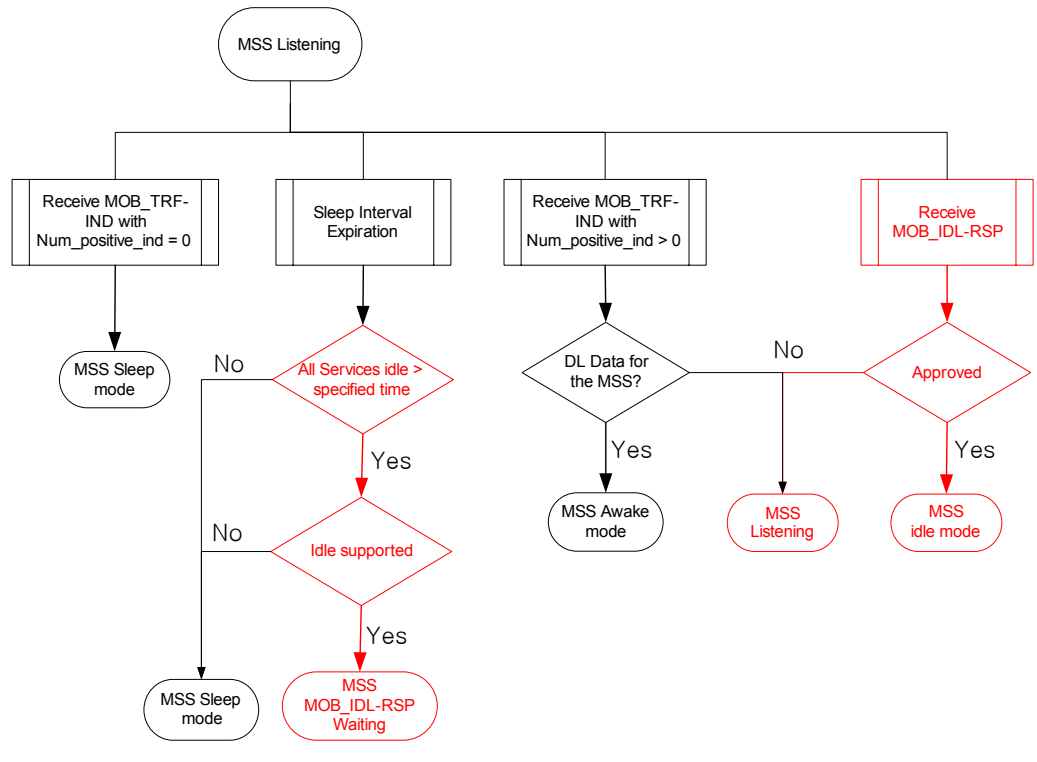 MSS Listening
Receive MOB_TRF-
IND with
Num_positive_ind = 0
Sleep Interval
Expiration
Receive MOB_TRF-
IND with
Num_positive_ind > 0
Receive
MOB_IDL-RSP
MSS Sleep
mode
No
All Services idle >
specified time
Yes
DL Data for
the MSS?
No
Approved
Yes
Yes
MSS Awake
mode
MSS
Listening
MSS
idle mode
No
Idle supported
Yes
MSS Sleep
mode
MSS
MOB_IDL-RSP
Waiting